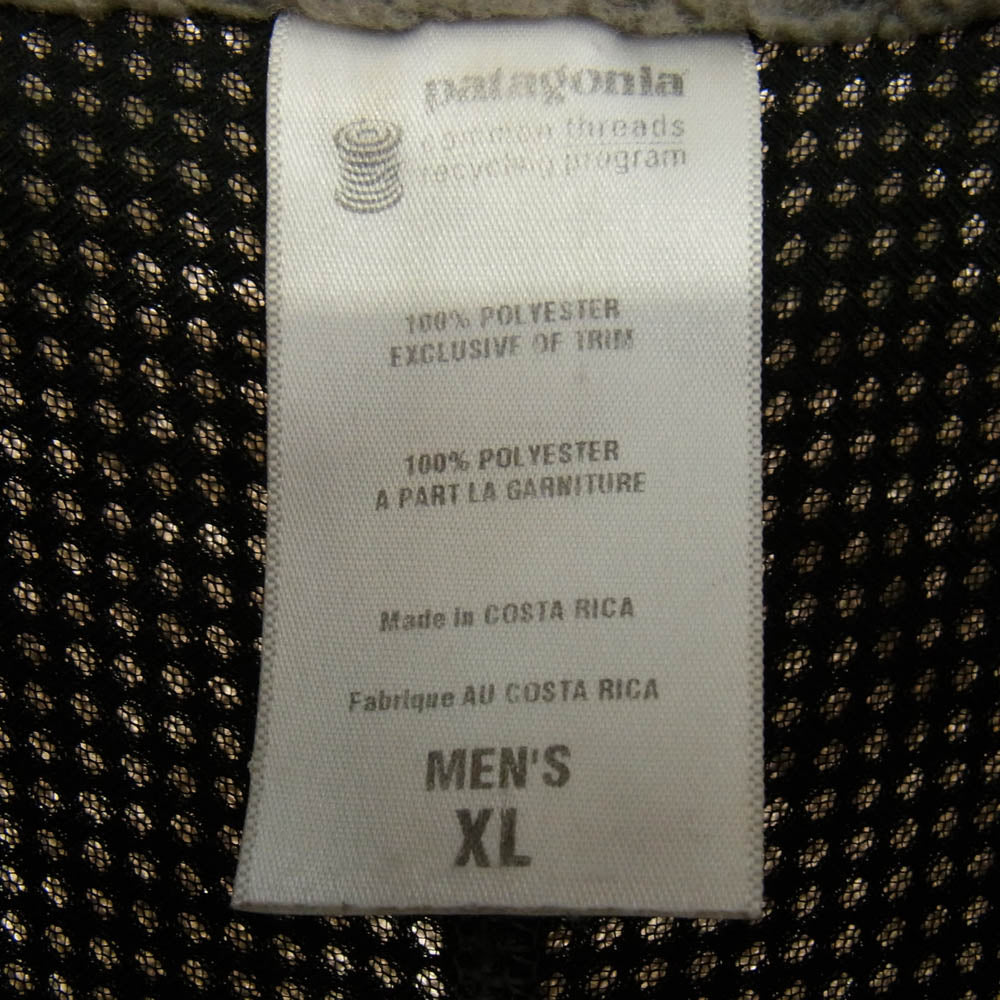 patagonia
common threads
recycling program
100% POLYESTER
EXCLUSIVE OF TRIM
100% POLYESTER
A PART LA GARNITURE
Made in COSTA RICA
Fabrique AU COSTA RICA
MEN'S
XL